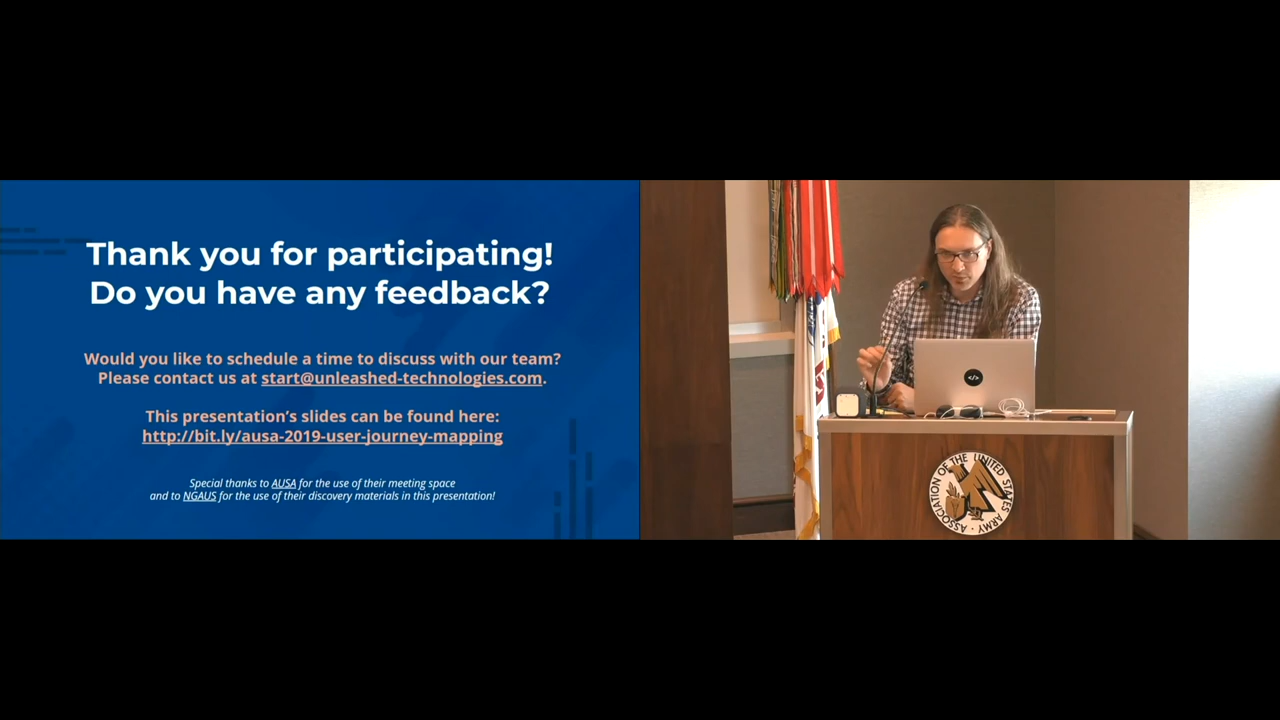 Thank you for participating!
Do you have any feedback?
Would you like to schedule a time to discuss with our team?
Please contact us at start@unleashed-technologies.com.
This presentation’s slides can be found here:
http://bit.ly/ausa-2019-user-journey-mapping
Special thanks to AUSA for the use of their meeting space
and to NGAUS for the use of their discovery materials in this presentation!
</>
ASSOCIATION OF THE UNITED STATES ARMY